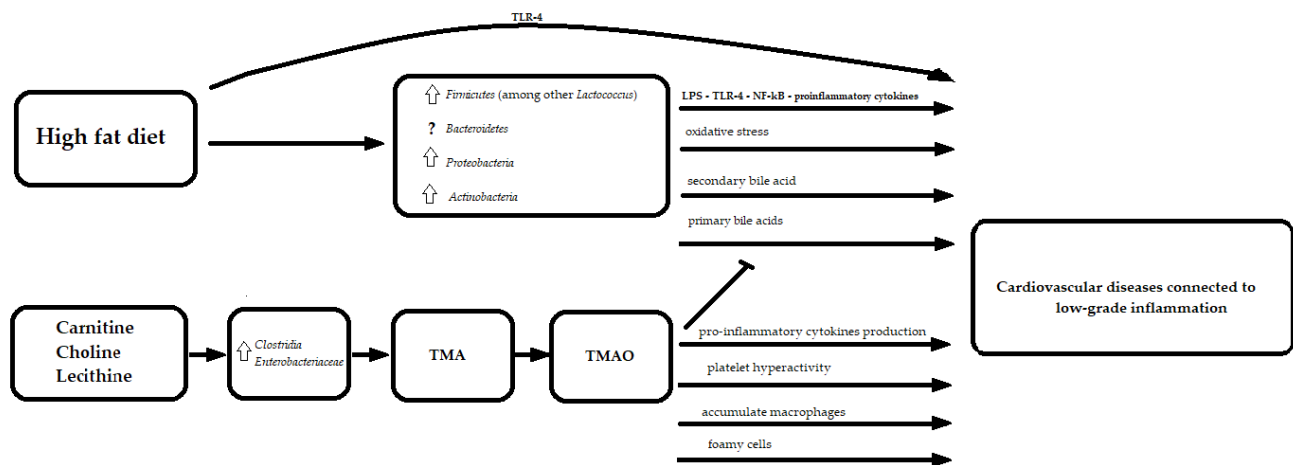 TLR-4
High fat diet
Firmicutes (among other Lactococcus)
? Bacteroidetes
Proteobacteria
Actinobacteria
LPS - TLR-4 - NF-kB - proinflammatory cytokines
oxidative stress
secondary bile acid
primary bile acids
Cardiovascular diseases connected to
low-grade inflammation
Carnitine
Choline
Lecithine
Clostridia
Enterobacteriaceae
TMA
TMAO
pro-inflammatory cytokines production
platelet hyperactivity
accumulate macrophages
foamy cells